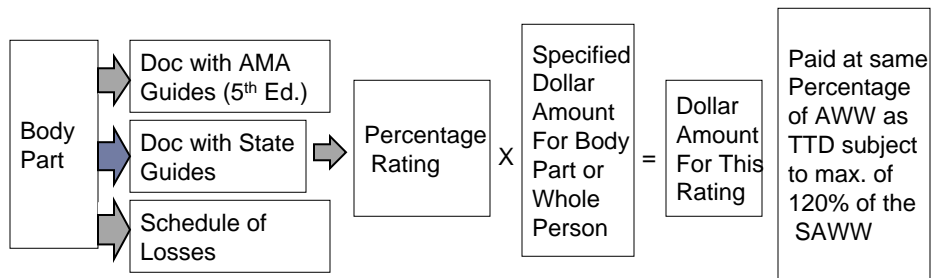 Body
Part
Doc with AMA
Guides (5th Ed.)
Doc with State
Guides
Schedule of
Losses
Percentage
Rating
X
Specified
Dollar
Amount
For Body
Part or
Whole
Person
=
Dollar
Amount
For This
Rating
Paid at same
Percentage
of AWW as
TTD subject
to max. of
120% of the
SAWW